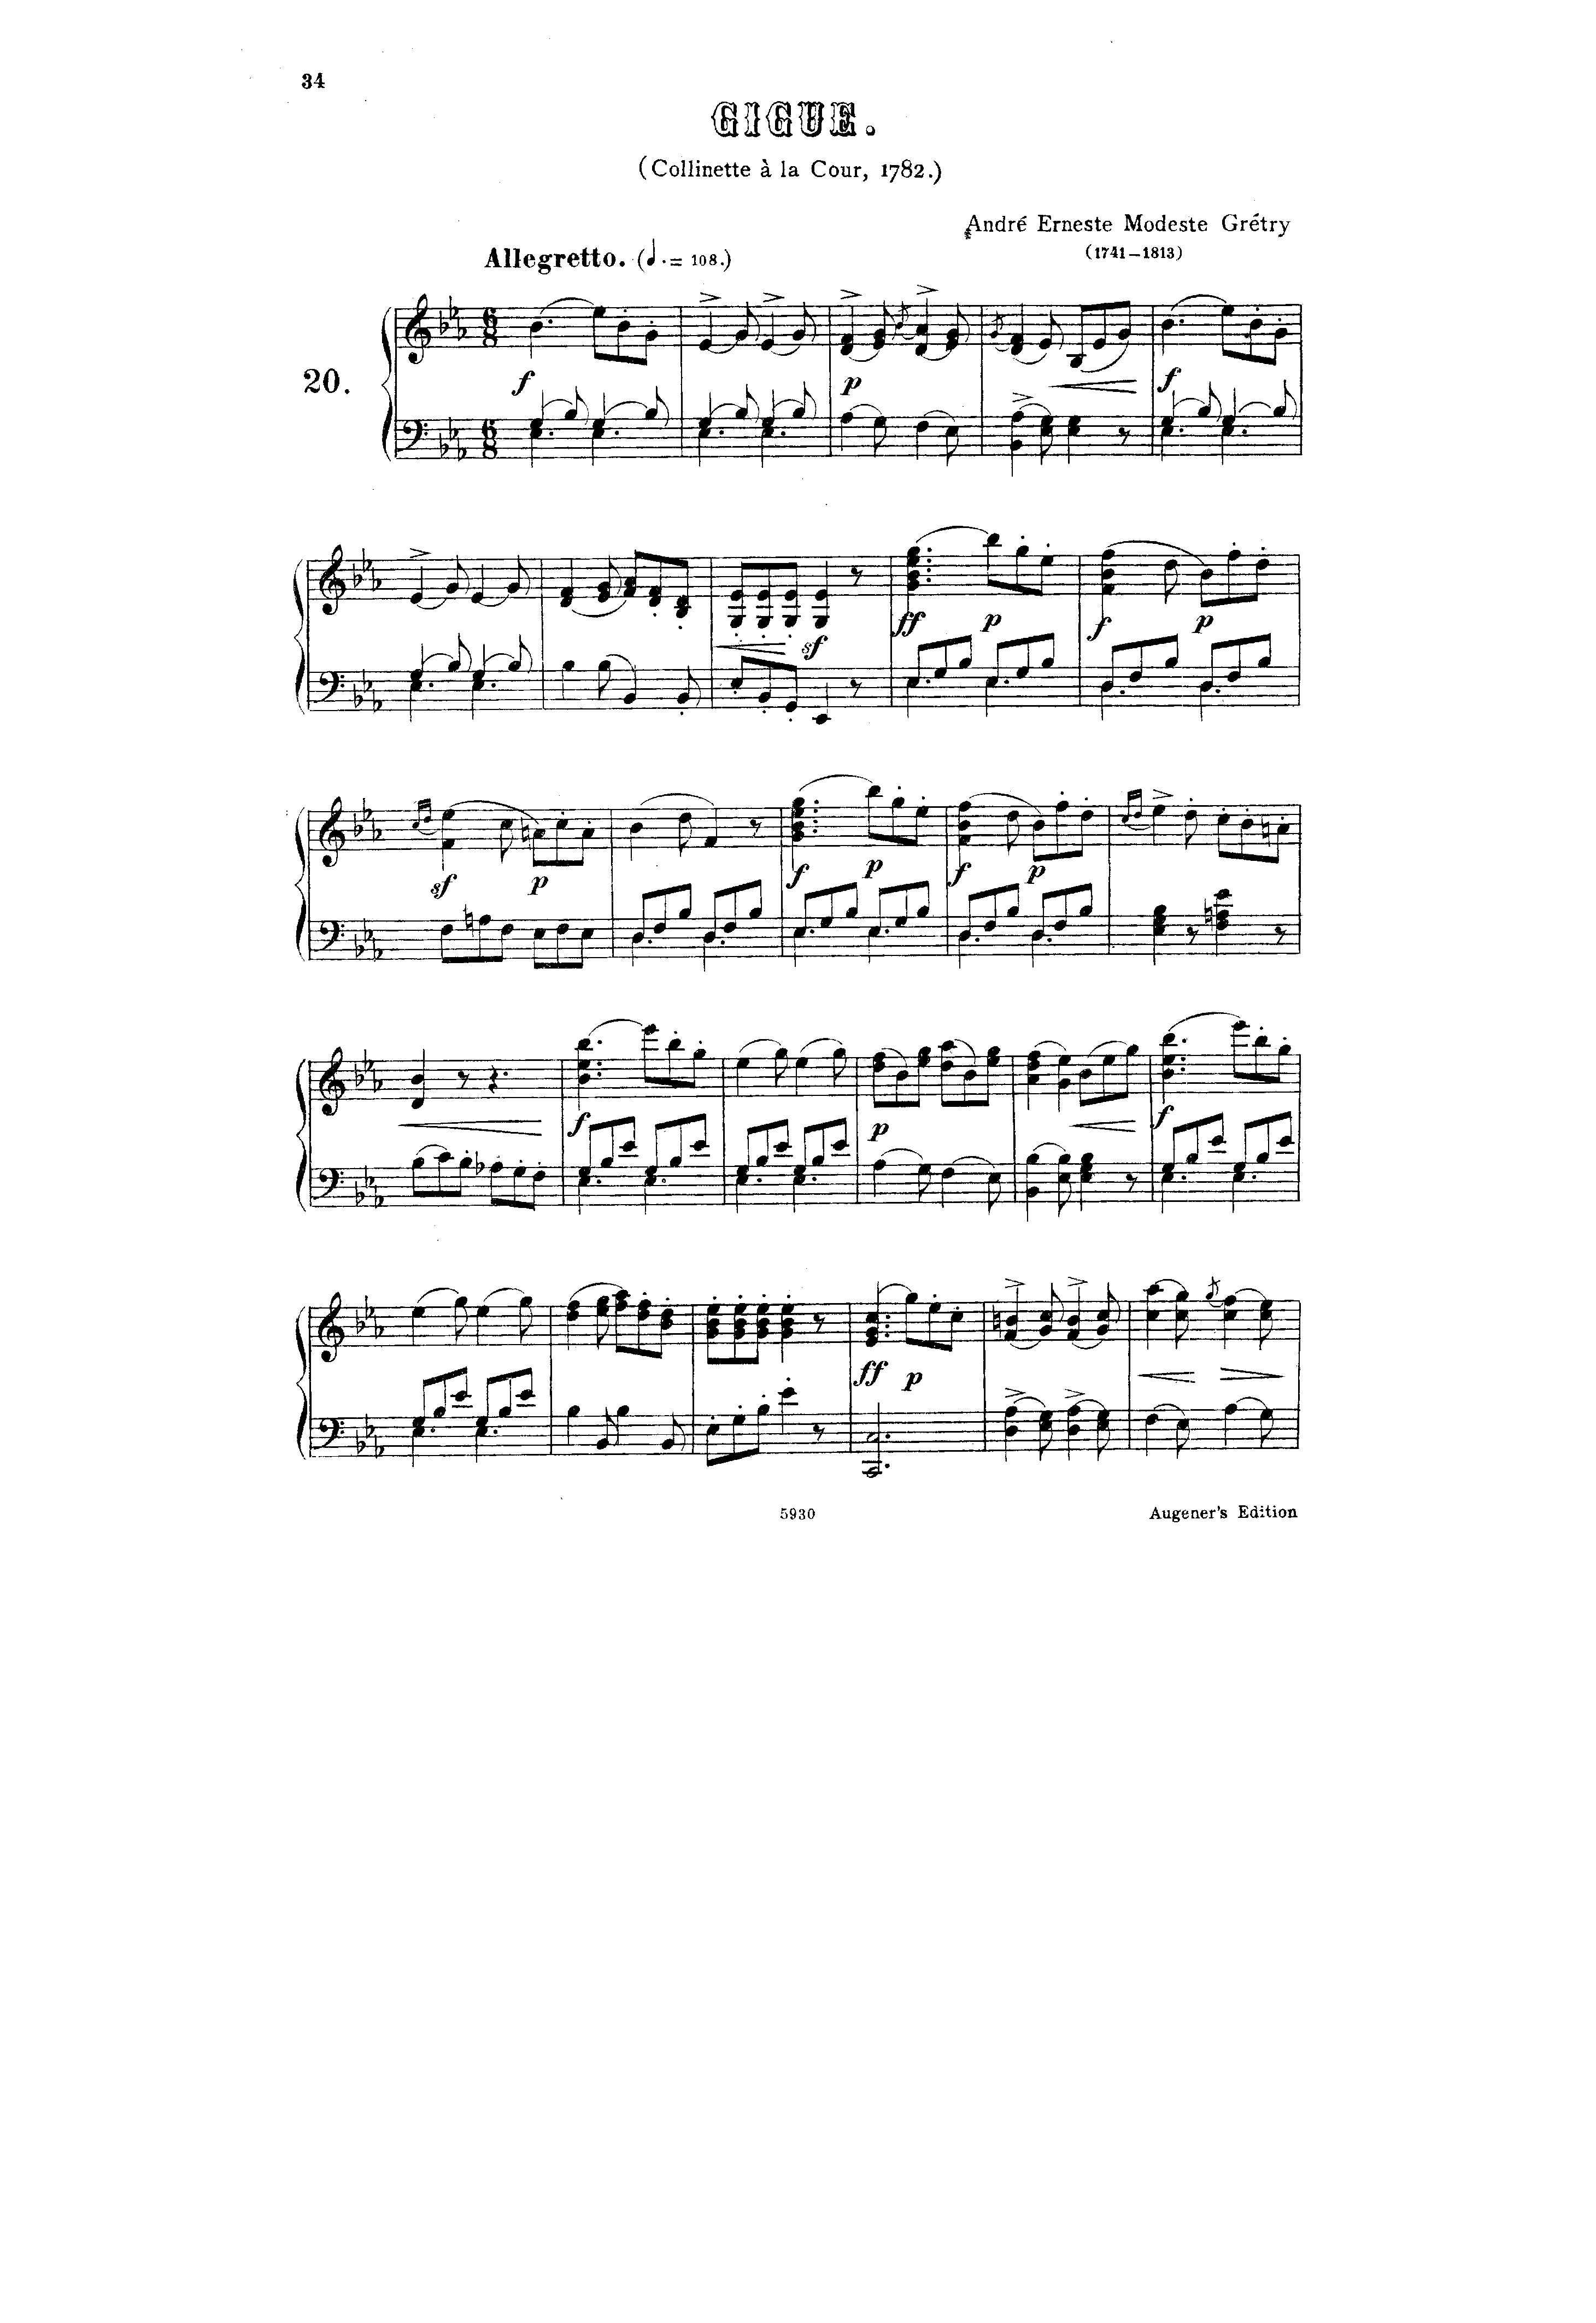 34
GIGUE.
(Collinette à la Cour, 1782.)
André Erneste Modeste Grétry
(1741–1813)
Allegretto. (♩. = 108.)
20.
f p f
sf ff p f p
sf p f p f p
f p f
ff p
5930 Augener's Edition